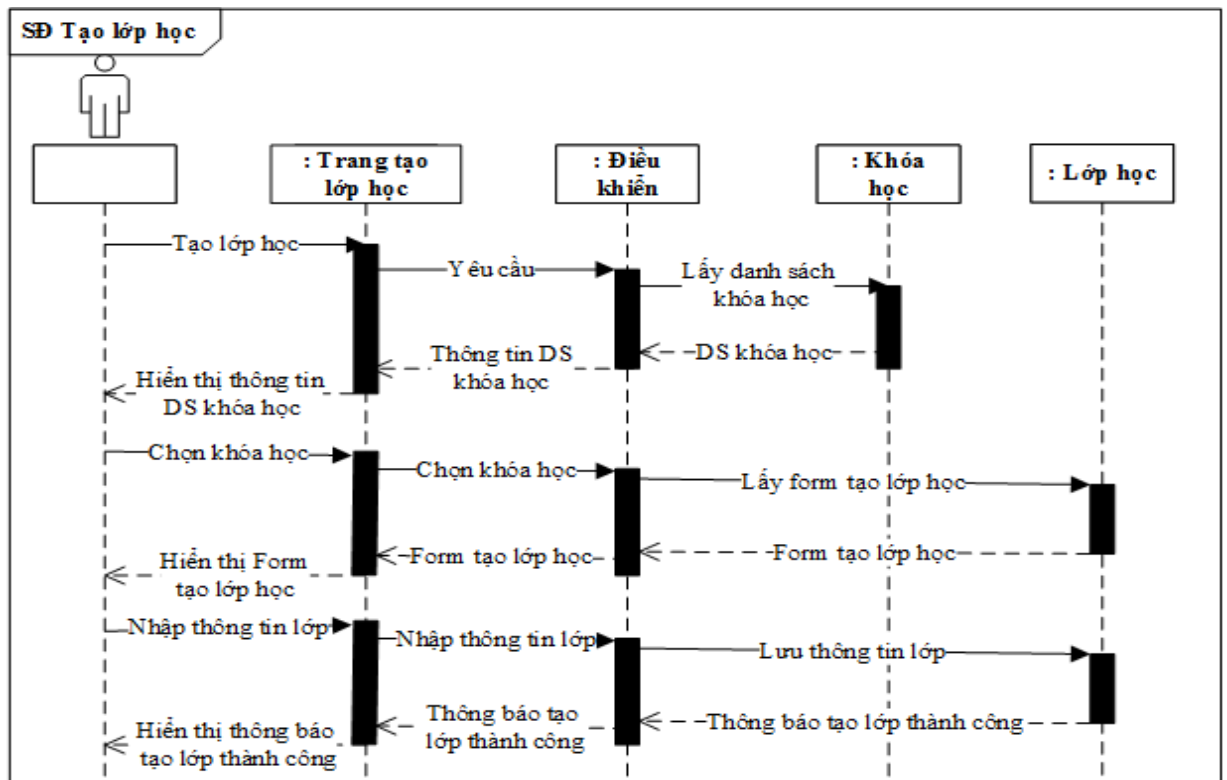 SĐ Tạo lớp học
: Trang tạo
lớp học
: Điều
khiển
: Khóa
học
: Lớp học
Tạo lớp học
Yêu cầu
Lấy danh sách
khóa học
DS khóa học
Thông tin DS
khóa học
Hiển thị thông tin
DS khóa học
Chọn khóa học
Chọn khóa học
Lấy form tạo lớp học
Form tạo lớp học
Form tạo lớp học
Hiển thị Form
tạo lớp học
Nhập thông tin lớp
Nhập thông tin lớp
Lưu thông tin lớp
Thông báo tạo lớp thành công
Thông báo tạo
lớp thành công
Hiển thị thông báo
tạo lớp thành công